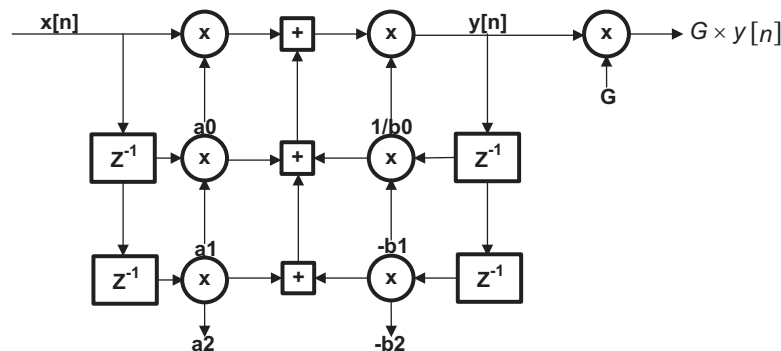 x[n]
x
+
x
y[n]
x
G × y [n]
G
a0
1/b0
Z-1
x
+
x
Z-1
a1
-b1
Z-1
x
+
x
Z-1
a2
-b2